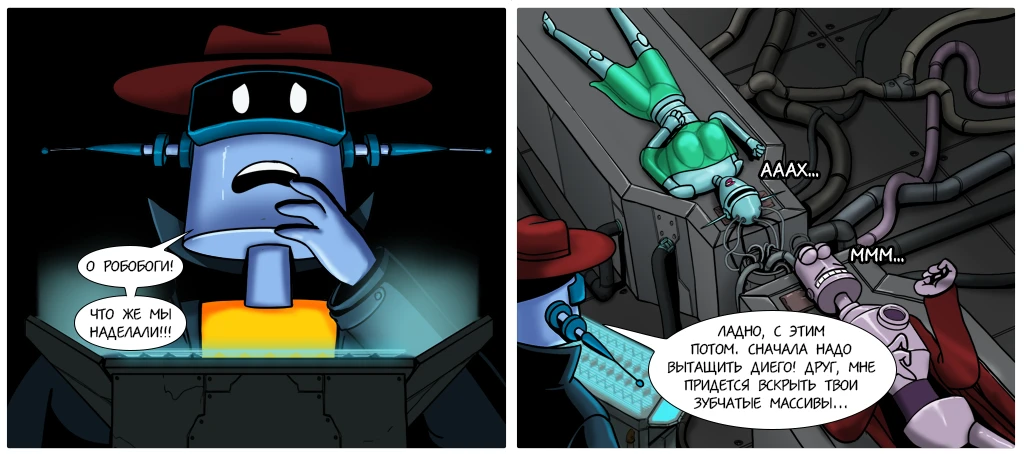 О РОБОБОГИ!
ЧТО ЖЕ МЫ
НАДЕЛАЛИ!!!
АААХ...
МММ...
ЛАДНО, С ЭТИМ
ПОТОМ. СНАЧАЛА НАДО
ВЫТАЩИТЬ ДИЕГО! ДРУГ, МНЕ
ПРИДЕТСЯ ВСКРЫТЬ ТВОИ
ЗУБЧАТЫЕ МАССИВЫ...